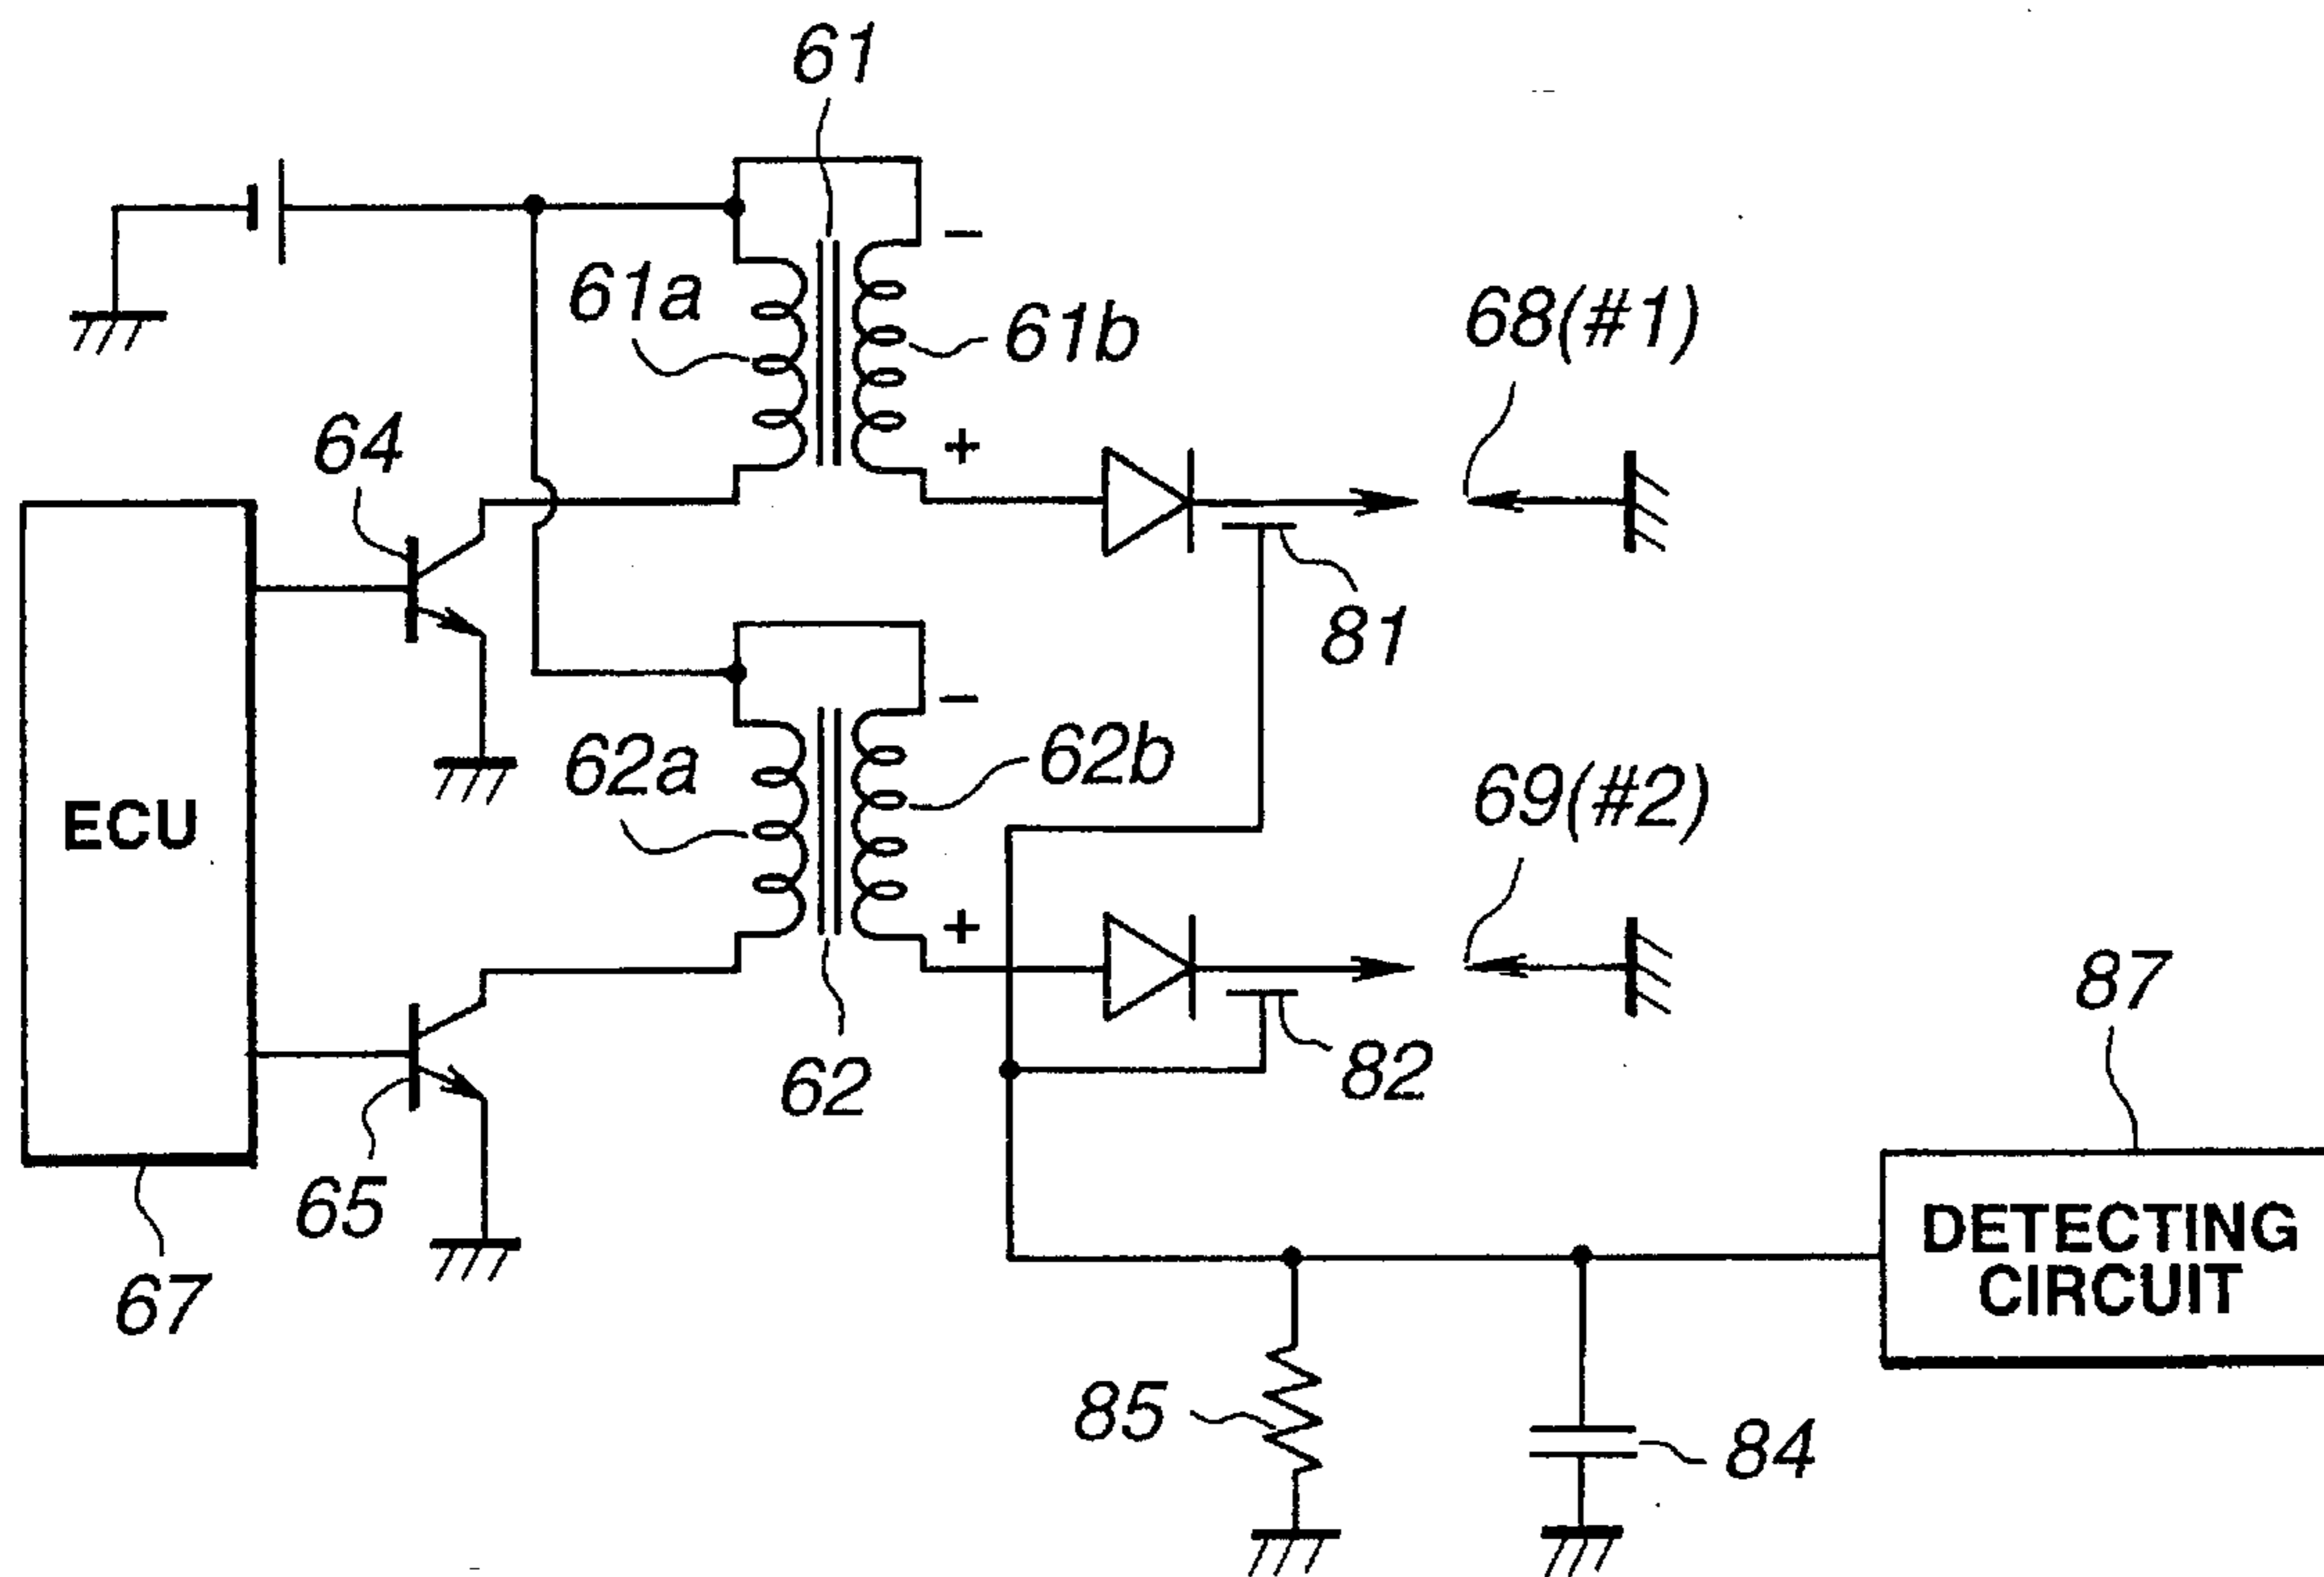 61
61a
61b
68(#1)
64
81
ECU
62a
62b
69(#2)
65
62
82
87
67
DETECTING
CIRCUIT
85
84
−
+
−
+